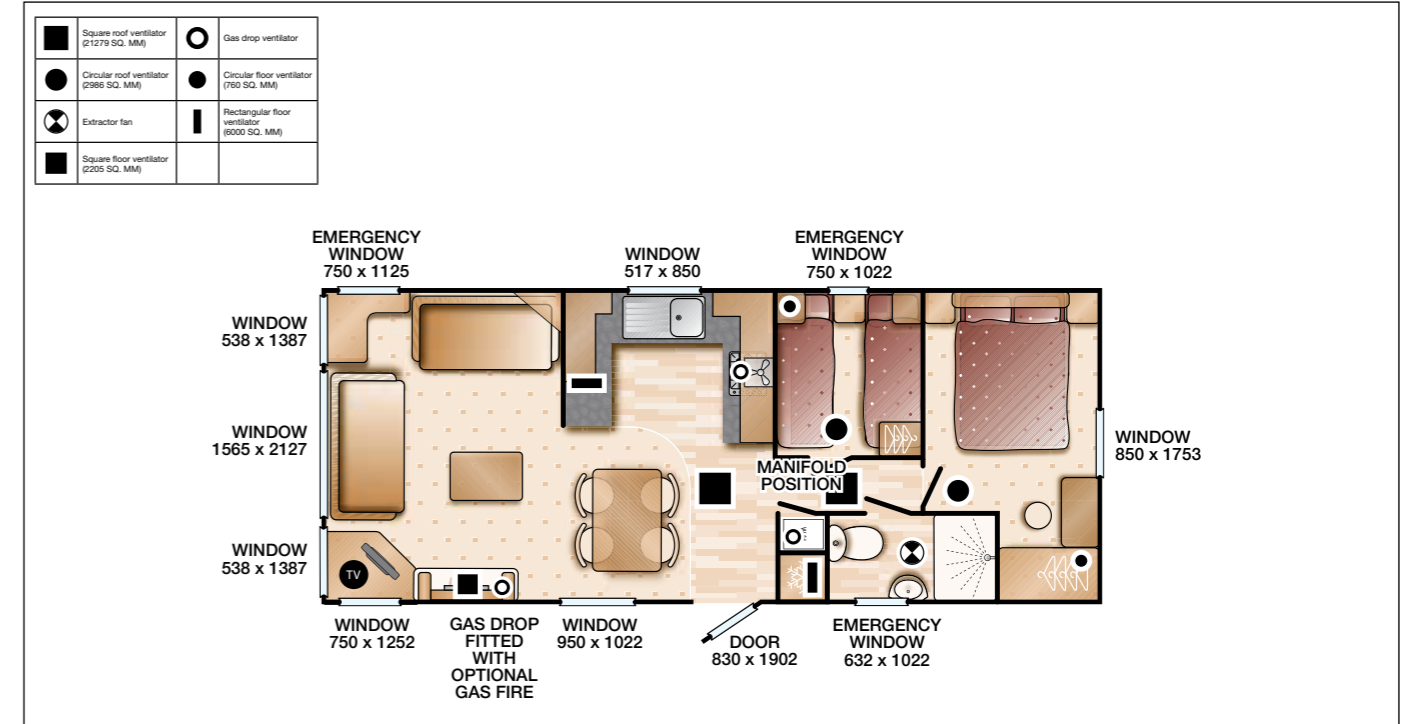 Square roof ventilator
(21279 SQ. MM)
Gas drop ventilator
Circular roof ventilator
(2986 SQ. MM)
Circular floor ventilator
(760 SQ. MM)
Extractor fan
Rectangular floor
ventilator
(6000 SQ. MM)
Square floor ventilator
(2205 SQ. MM)
EMERGENCY
WINDOW
750 x 1125
WINDOW
517 x 850
EMERGENCY
WINDOW
750 x 1022
WINDOW
538 x 1387
WINDOW
1565 x 2127
WINDOW
850 x 1753
MANIFOLD
POSITION
WINDOW
538 x 1387
TV
WINDOW
750 x 1252
GAS DROP
FITTED
WITH
OPTIONAL
GAS FIRE
WINDOW
950 x 1022
DOOR
830 x 1902
EMERGENCY
WINDOW
632 x 1022